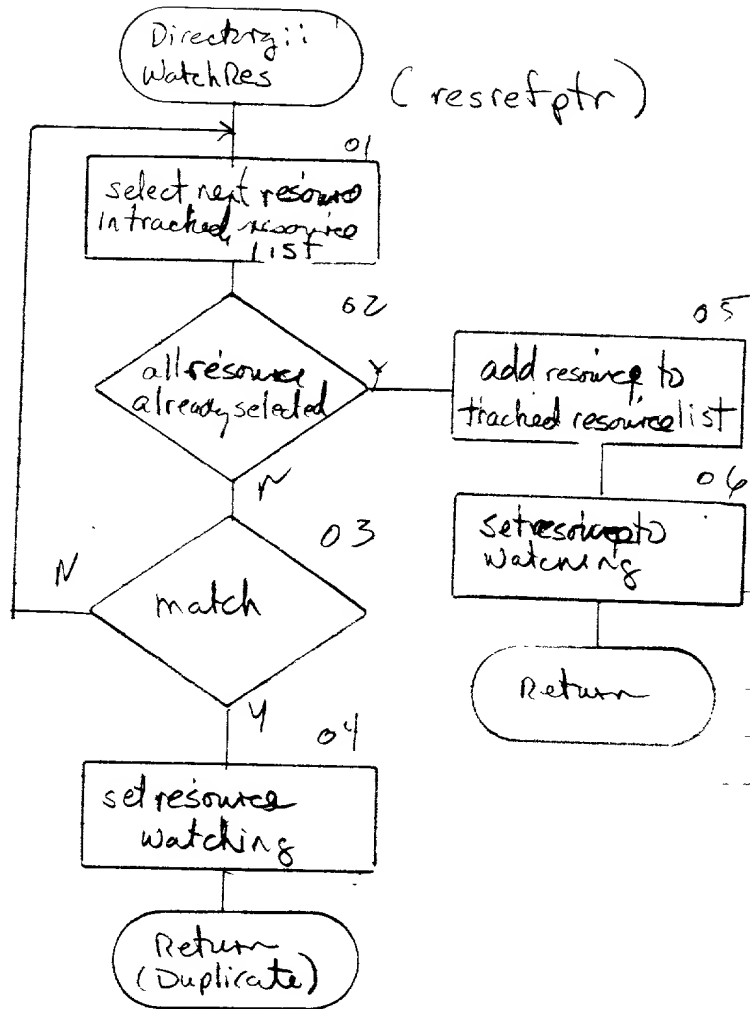 Directory::
WatchRes
(resrefptr)
01
select next resource
in tracked resource
list
02
all resource
already selected
Y
N
05
add resource to
tracked resource list
06
set resource to
watching
Return
03
match
N
Y
04
set resource
watching
Return
(Duplicate)